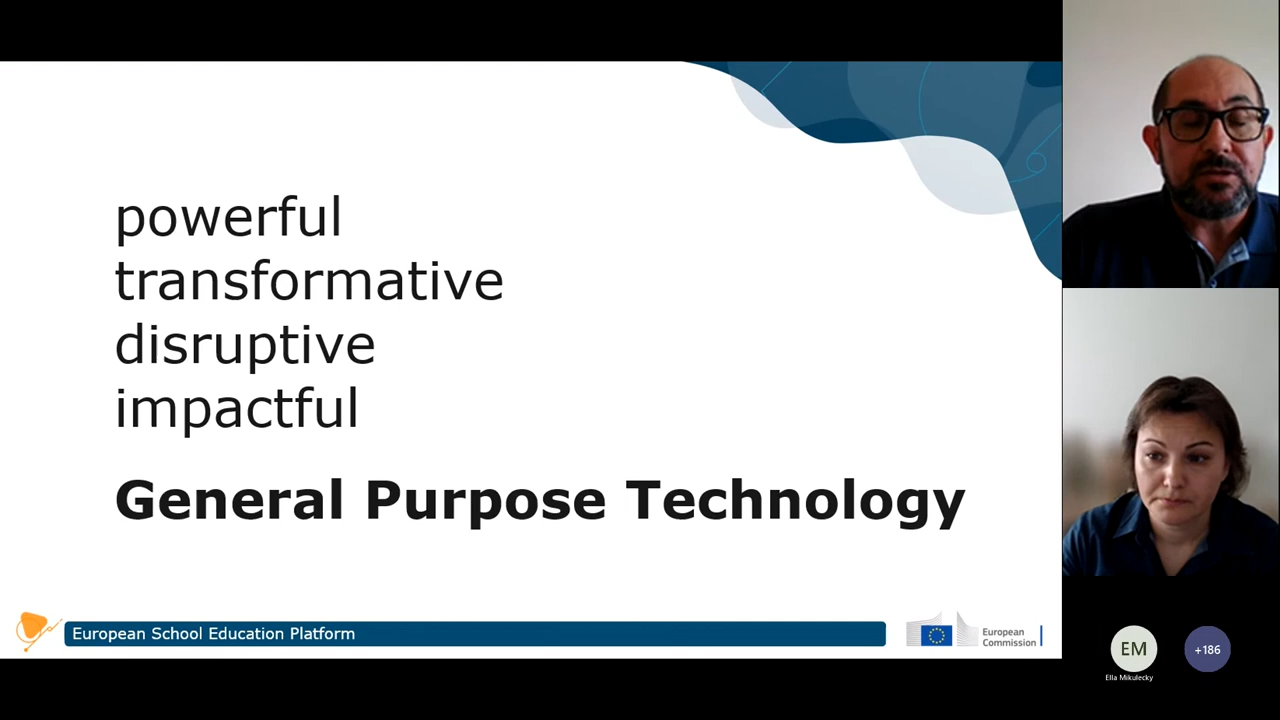 powerful
transformative
disruptive
impactful
General Purpose Technology
European School Education Platform
European
Commission
EM
+186
Ella Mikulecky